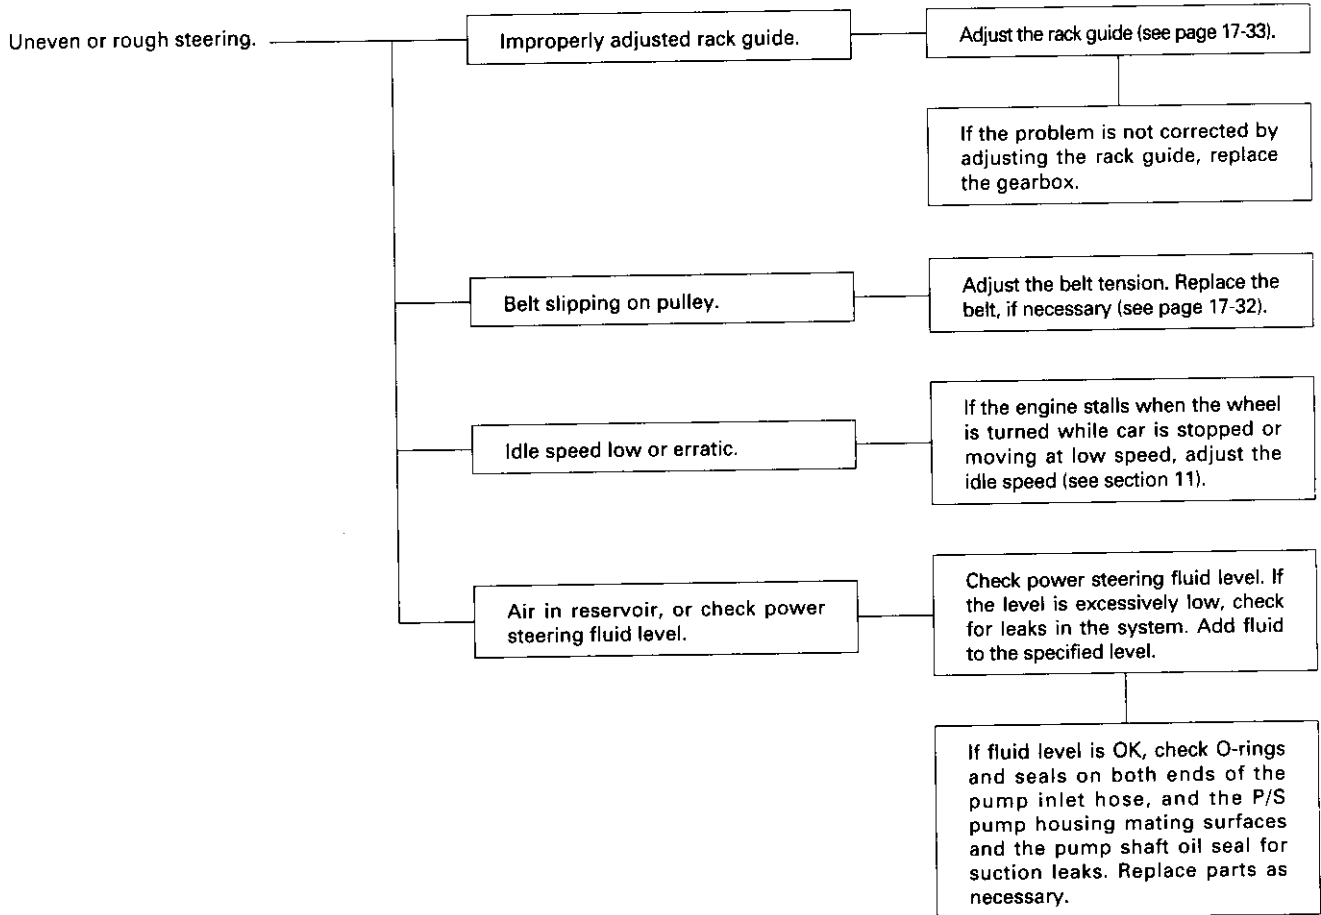 Uneven or rough steering.
Improperly adjusted rack guide.
Adjust the rack guide (see page 17-33).
If the problem is not corrected by
adjusting the rack guide, replace
the gearbox.
Belt slipping on pulley.
Adjust the belt tension. Replace the
belt, if necessary (see page 17-32).
Idle speed low or erratic.
If the engine stalls when the wheel
is turned while car is stopped or
moving at low speed, adjust the
idle speed (see section 11).
Air in reservoir, or check power
steering fluid level.
Check power steering fluid level. If
the level is excessively low, check
for leaks in the system. Add fluid
to the specified level.
If fluid level is OK, check O-rings
and seals on both ends of the
pump inlet hose, and the P/S
pump housing mating surfaces
and the pump shaft oil seal for
suction leaks. Replace parts as
necessary.